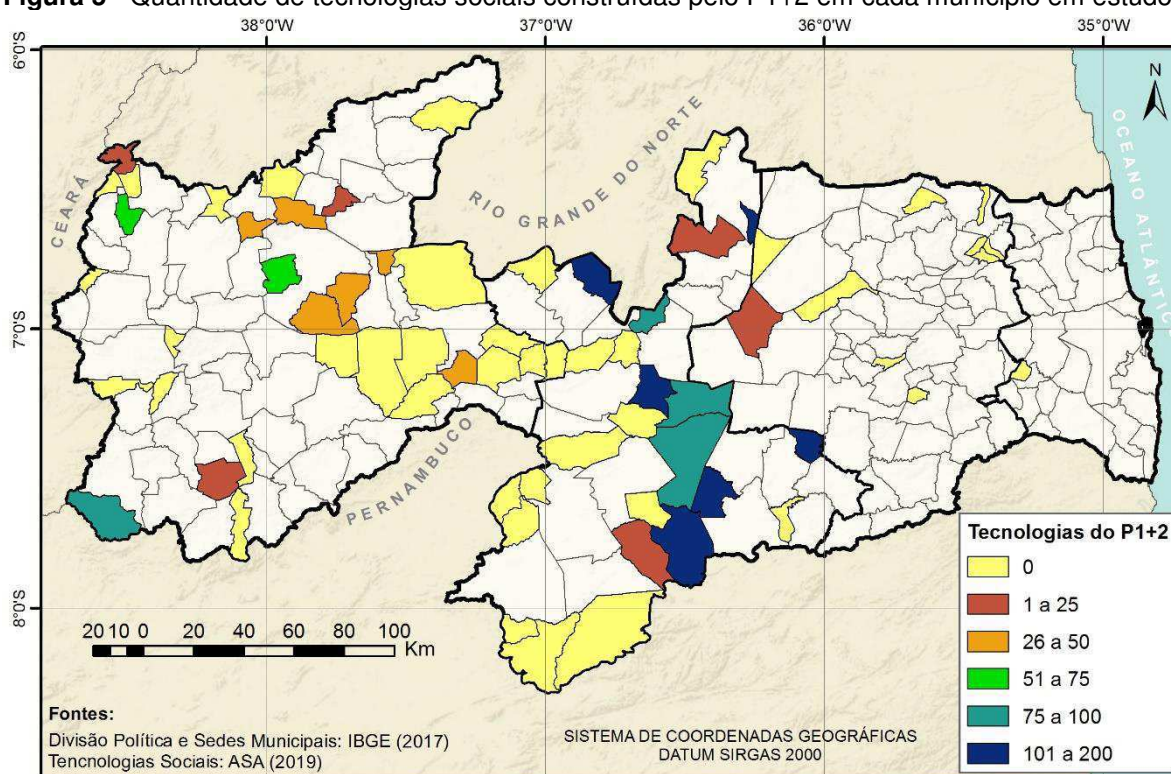 Figura 3 - Quantidade de tecnologias sociais construídas pelo P1+2 em cada município em estudo
38°0'W 37°0'W 36°0'W 35°0'W
6°0'S
7°0'S
8°0'S
N
CEARÁ
RIO GRANDE DO NORTE
PERNAMBUCO
OCEANO ATLÂNTIC
20 10 0 20 40 60 80 100
Km
Fontes:
Divisão Política e Sedes Municipais: IBGE (2017)
Tencnologias Sociais: ASA (2019)
SISTEMA DE COORDENADAS GEOGRÁFICAS
DATUM SIRGAS 2000
Tecnologias do P1+2
0
1 a 25
26 a 50
51 a 75
75 a 100
101 a 200